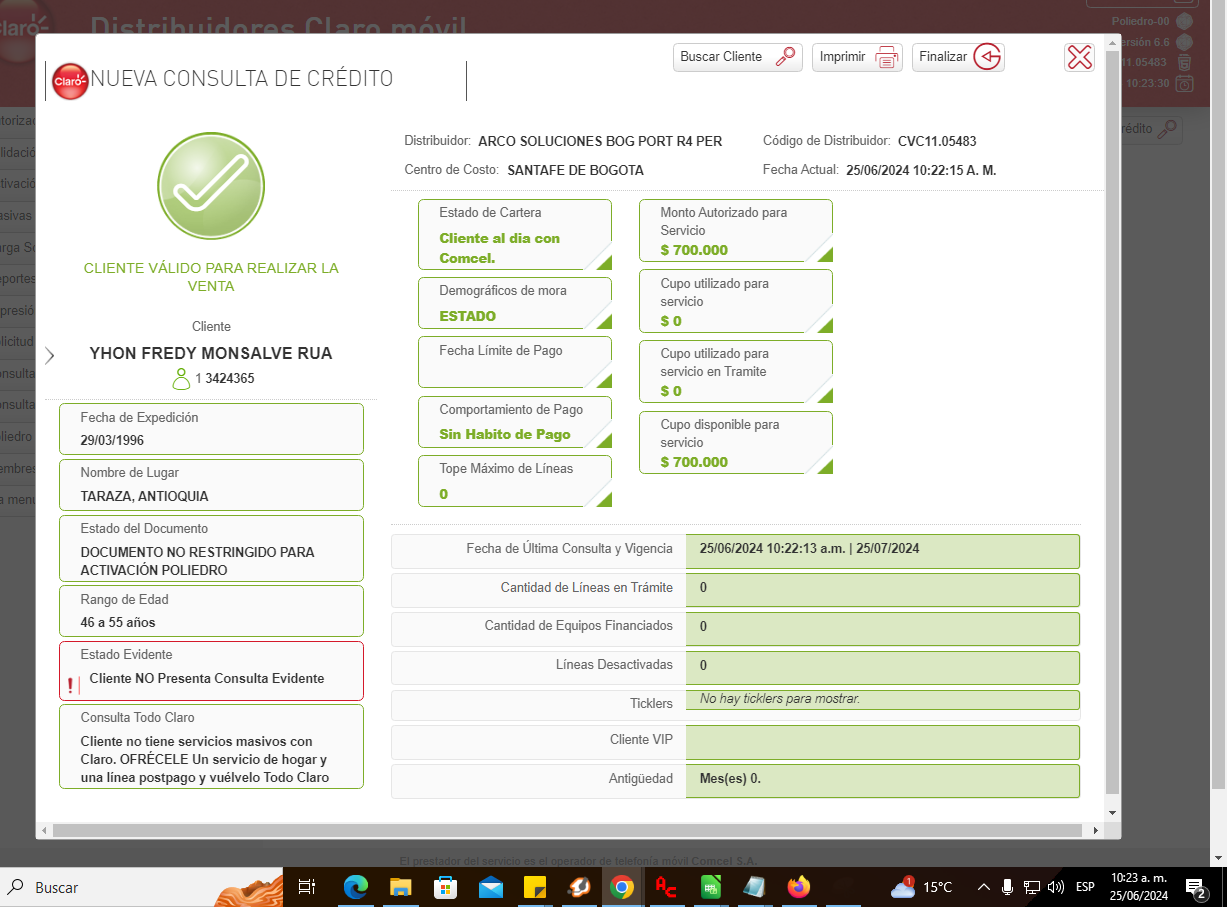 Distribuidores Claro móvil
Poliedro-00
ersión 6.6
11.05483
10:23:30
Buscar Cliente
Imprimir
Finalizar
Claro
NUEVA CONSULTA DE CRÉDITO
Distribuidor: ARCO SOLUCIONES BOG PORT R4 PER
Código de Distribuidor: CVC11.05483
Centro de Costo: SANTAFE DE BOGOTA
Fecha Actual: 25/06/2024 10:22:15 A. M.
CLIENTE VÁLIDO PARA REALIZAR LA
VENTA
Cliente
YHON FREDY MONSALVE RUA
1 3424365
Fecha de Expedición
29/03/1996
Nombre de Lugar
TARAZA, ANTIOQUIA
Estado del Documento
DOCUMENTO NO RESTRINGIDO PARA
ACTIVACIÓN POLIEDRO
Rango de Edad
46 a 55 años
Estado Evidente
Cliente NO Presenta Consulta Evidente
Consulta Todo Claro
Cliente no tiene servicios masivos con
Claro. OFRÉCELE Un servicio de hogar y
una línea postpago y vuélvelo Todo Claro
Estado de Cartera
Cliente al dia con
Comcel.
Demográficos de mora
ESTADO
Fecha Límite de Pago
Comportamiento de Pago
Sin Habito de Pago
Tope Máximo de Líneas
0
Monto Autorizado para
Servicio
$ 700.000
Cupo utilizado para
servicio
$ 0
Cupo utilizado para
servicio en Tramite
$ 0
Cupo disponible para
servicio
$ 700.000
Fecha de Última Consulta y Vigencia 25/06/2024 10:22:13 a.m. | 25/07/2024
Cantidad de Líneas en Trámite 0
Cantidad de Equipos Financiados 0
Líneas Desactivadas 0
Ticklers No hay ticklers para mostrar.
Cliente VIP
Antigüedad Mes(es) 0.
El prestador del servicio es el operador de telefonía móvil Comcel S.A.
Buscar
1
15°C
ESP
10:23 a. m.
25/06/2024
2